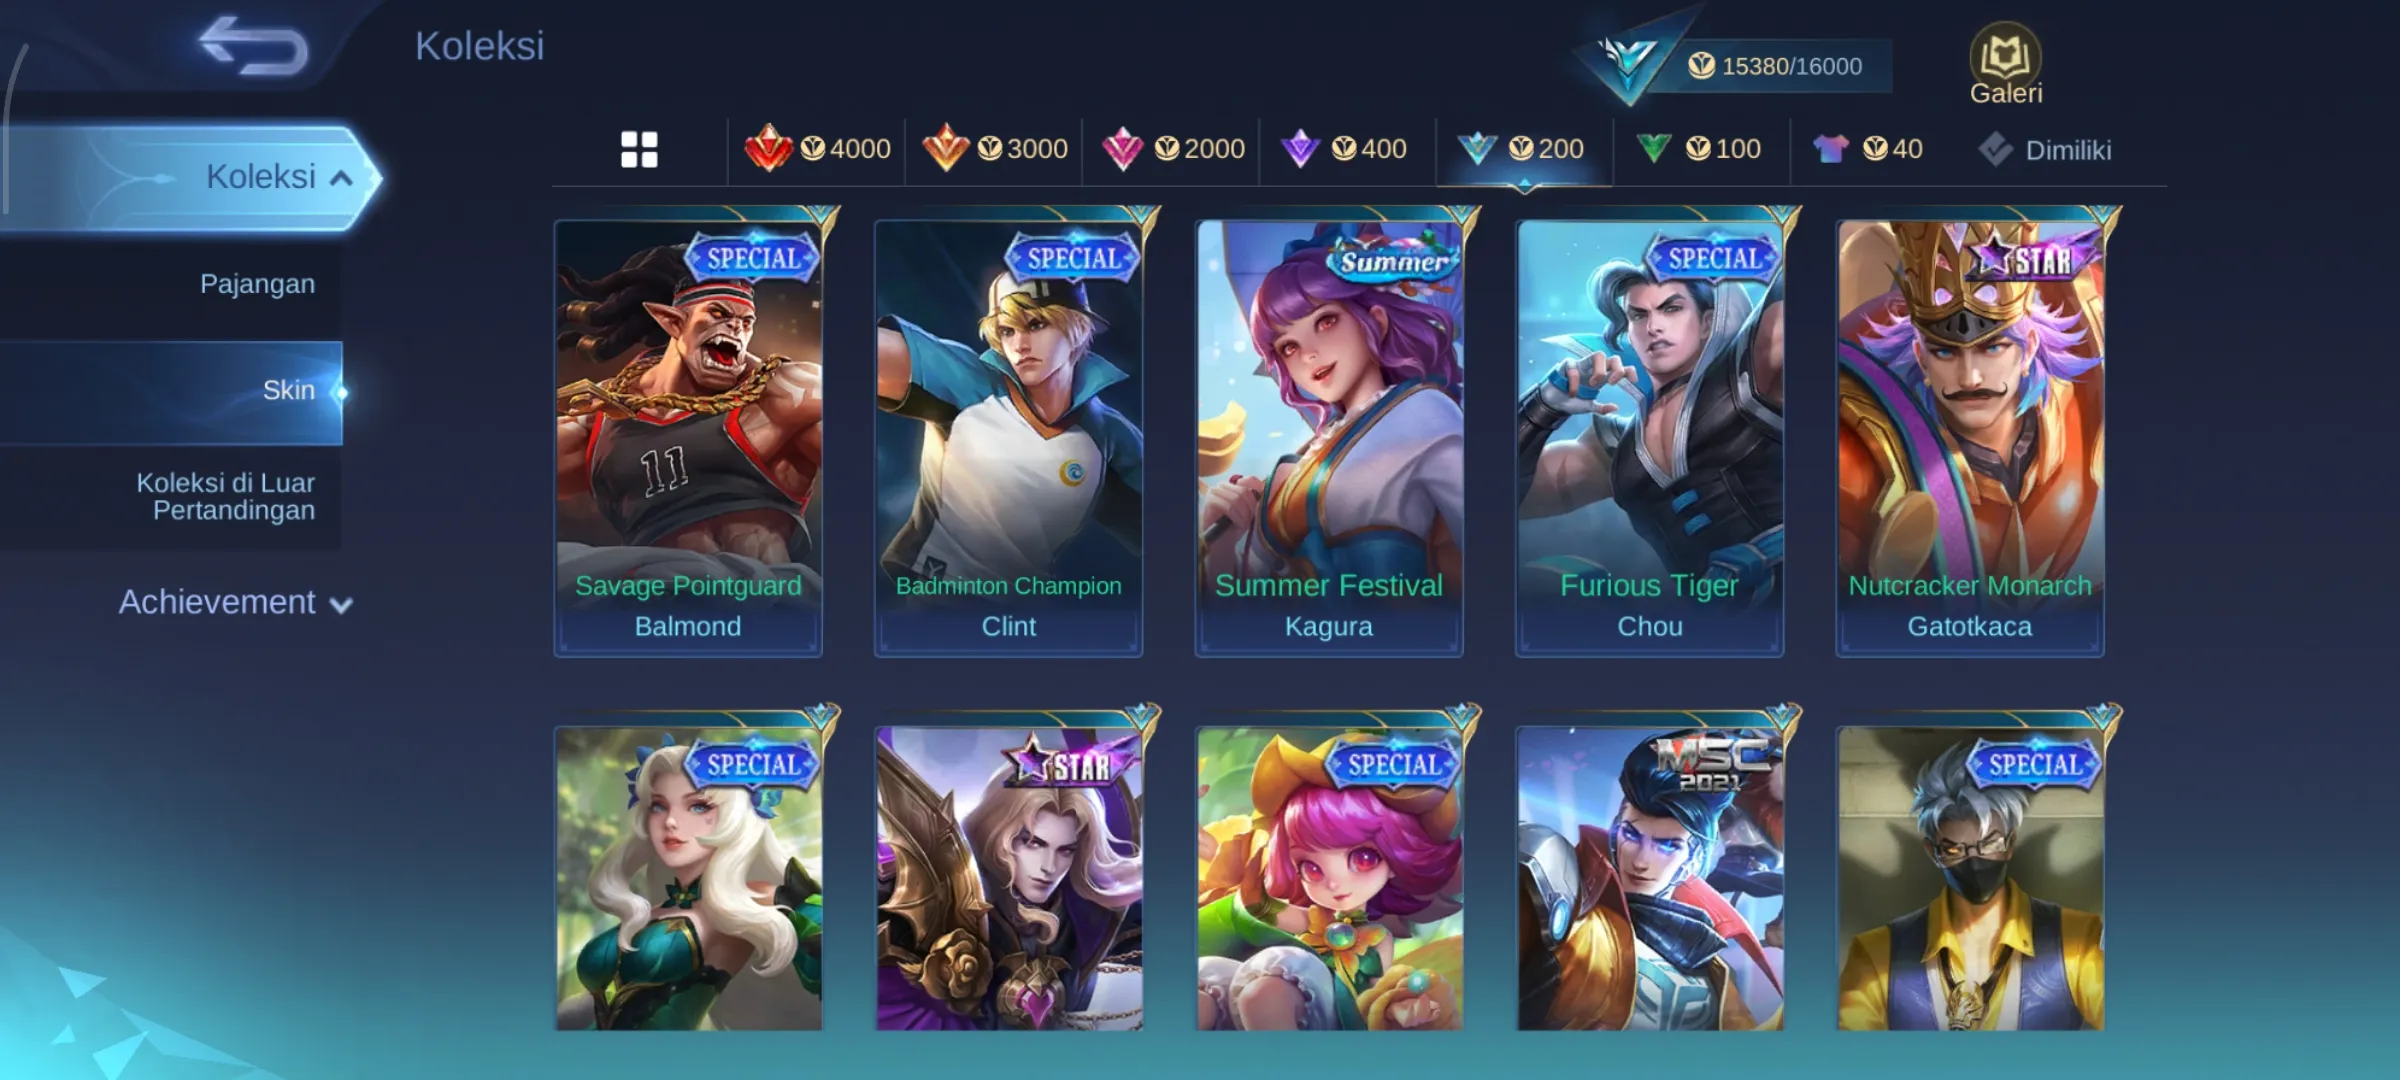 Koleksi
15380/16000
Galeri
4000
3000
2000
400
200
100
40
Dimiliki
Koleksi
Pajangan
Skin
Koleksi di Luar
Pertandingan
Achievement
SPECIAL
11
Savage Pointguard
Balmond
SPECIAL
Badminton Champion
Clint
Summer
Summer Festival
Kagura
SPECIAL
Furious Tiger
Chou
STAR
Nutcracker Monarch
Gatotkaca
SPECIAL
STAR
SPECIAL
MSC
2021
SPECIAL